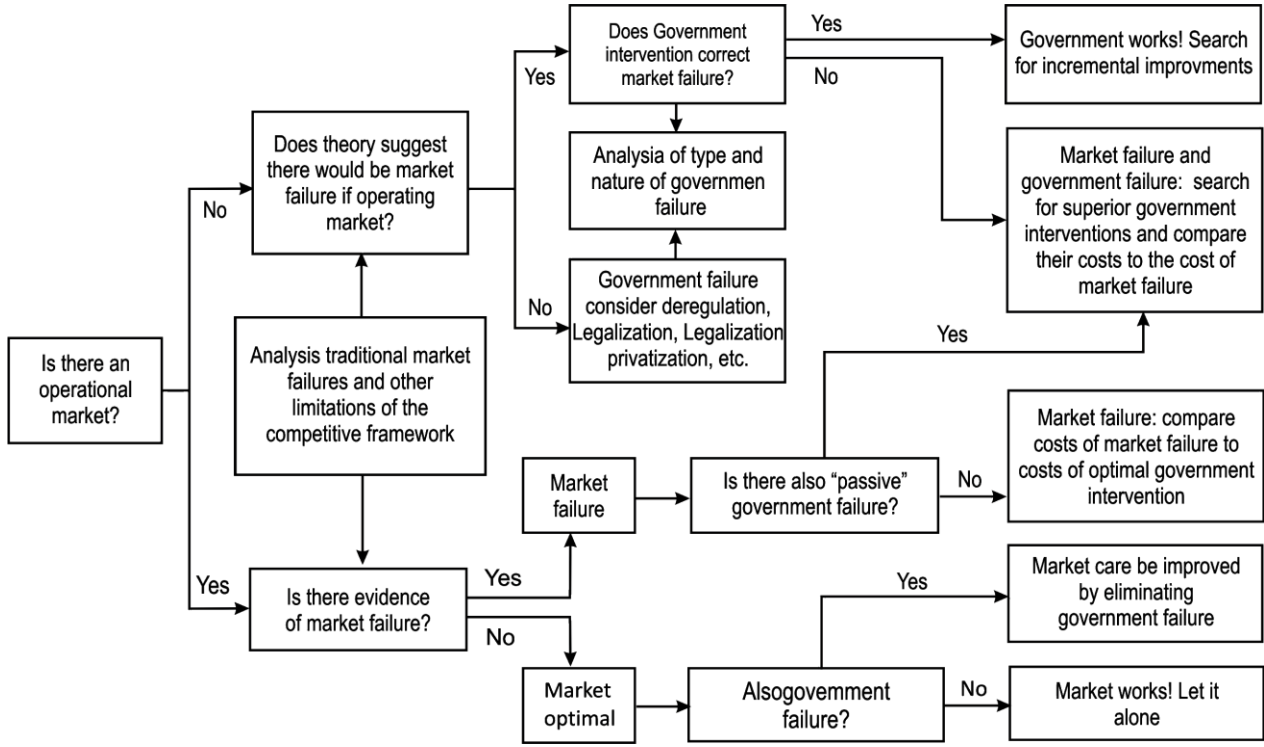 Is there an
operational
market?
No
Yes
Does theory suggest
there would be market
failure if operating
market?
Analysis traditional market
failures and other
limitations of the
competitive framework
Is there evidence
of market failure?
Yes
No
Does Government
intervention correct
market failure?
Analysia of type and
nature of governmen
failure
Government failure
consider deregulation,
Legalization, Legalization
privatization, etc.
Yes
No
Government works! Search
for incremental improvments
Market failure and
government failure: search
for superior government
interventions and compare
their costs to the cost of
market failure
Yes
No
Market
failure
Is there also “passive”
government failure?
Yes
No
Market failure: compare
costs of market failure to
costs of optimal government
intervention
Market
optimal
Alsogovemment
failure?
Yes
No
Market care be improved
by eliminating
government failure
Market works! Let it
alone